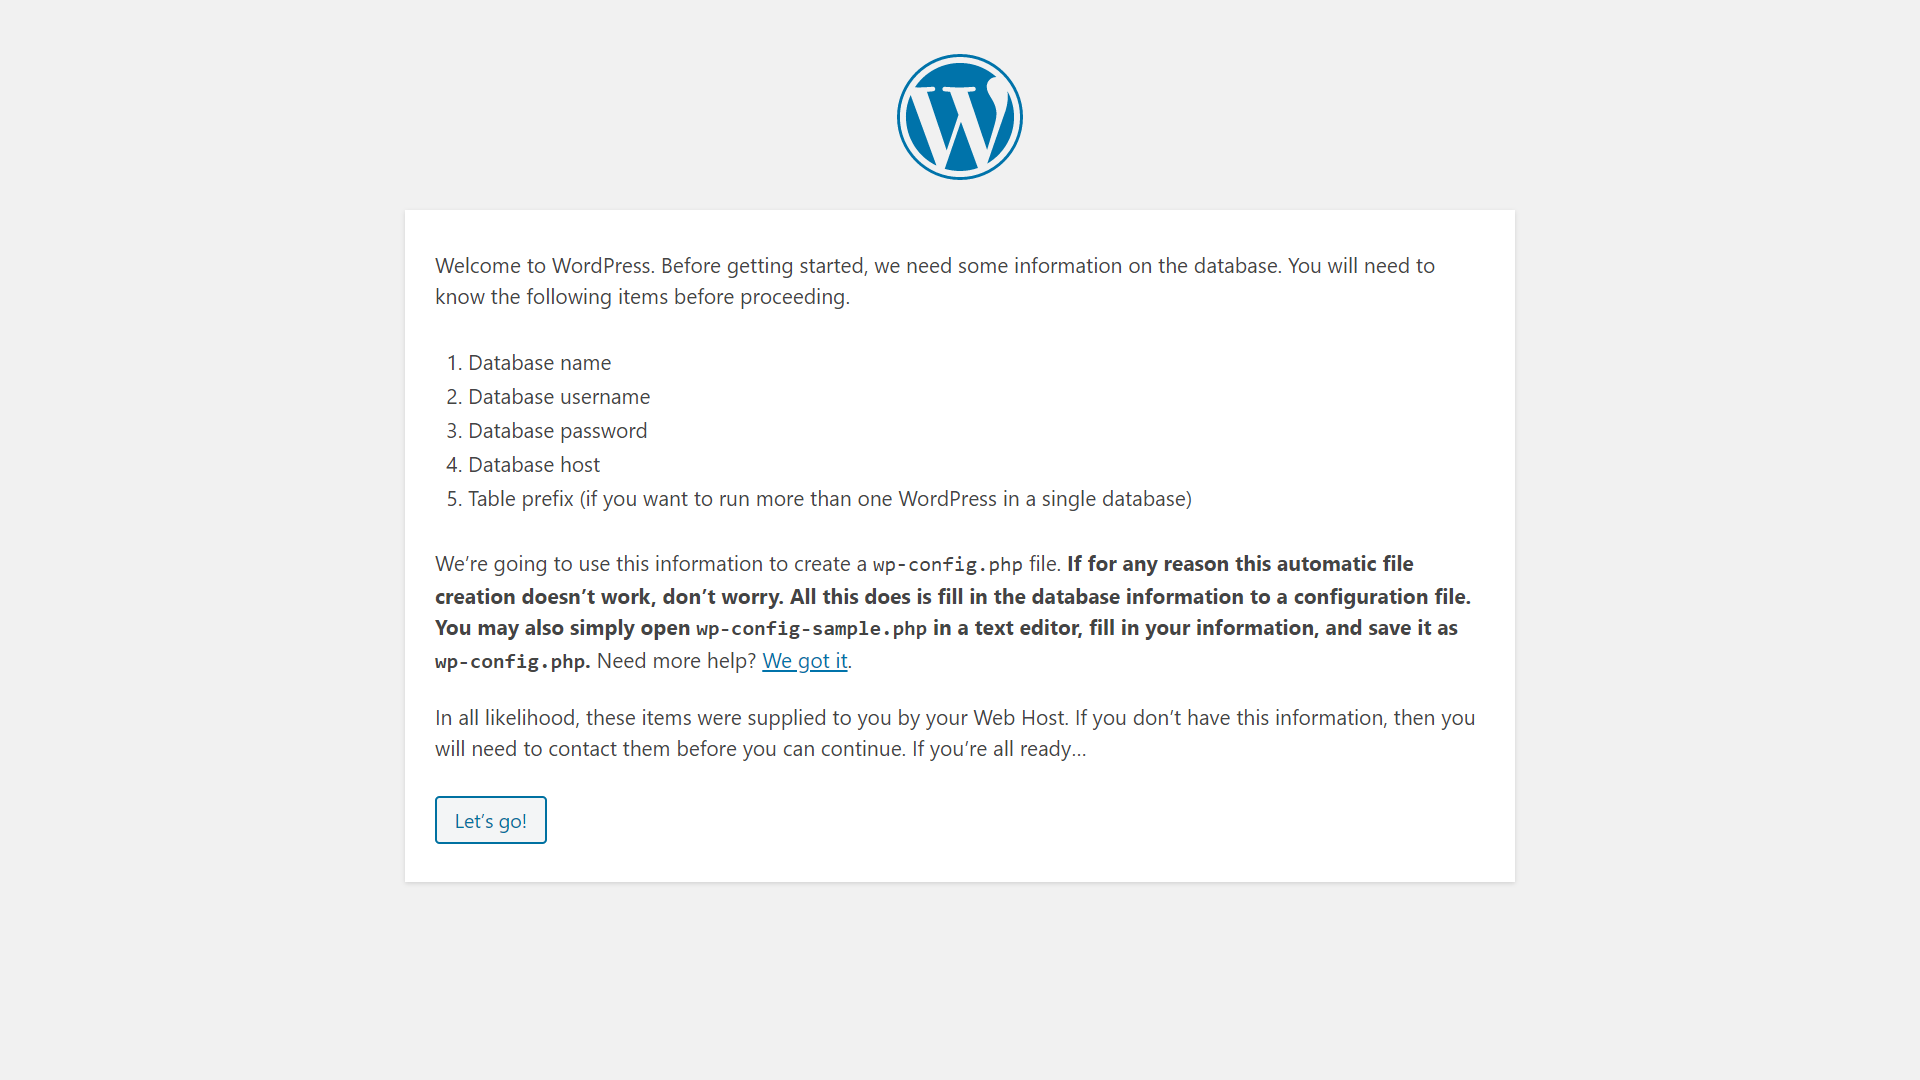 Welcome to WordPress. Before getting started, we need some information on the database. You will need to
know the following items before proceeding.
1. Database name
2. Database username
3. Database password
4. Database host
5. Table prefix (if you want to run more than one WordPress in a single database)
We’re going to use this information to create a wp-config.php file. If for any reason this automatic file
creation doesn’t work, don’t worry. All this does is fill in the database information to a configuration file.
You may also simply open wp-config-sample.php in a text editor, fill in your information, and save it as
wp-config.php. Need more help? We got it.
In all likelihood, these items were supplied to you by your Web Host. If you don’t have this information, then you
will need to contact them before you can continue. If you’re all ready…
Let’s go!